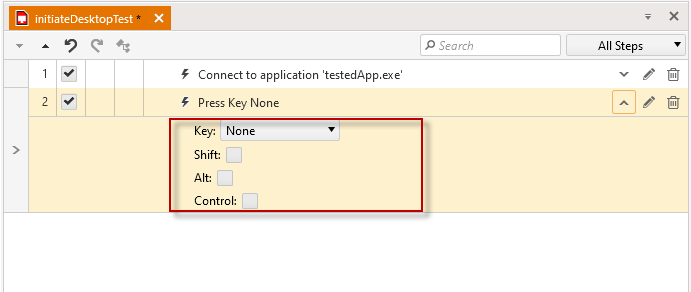 initiateDesktopTest *
Search
All Steps
1 Connect to application 'testedApp.exe'
2 Press Key None
Key: None
Shift:
Alt:
Control: